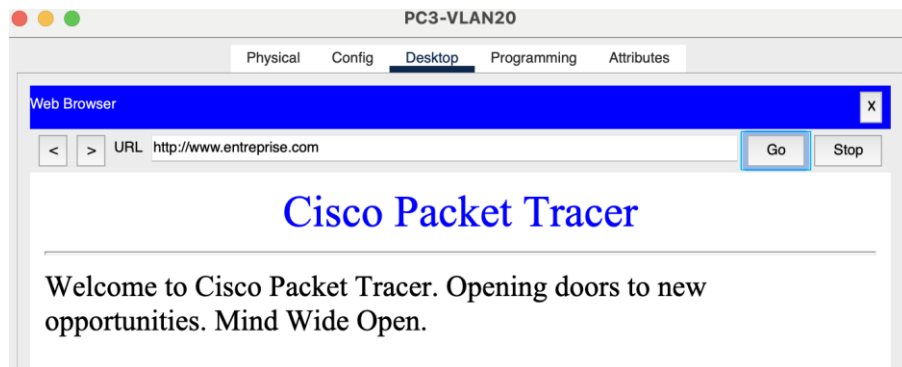 PC3-VLAN20
Physical Config Desktop Programming Attributes
Web Browser X
< > URL http://www.entreprise.com Go Stop
Cisco Packet Tracer
Welcome to Cisco Packet Tracer. Opening doors to new
opportunities. Mind Wide Open.